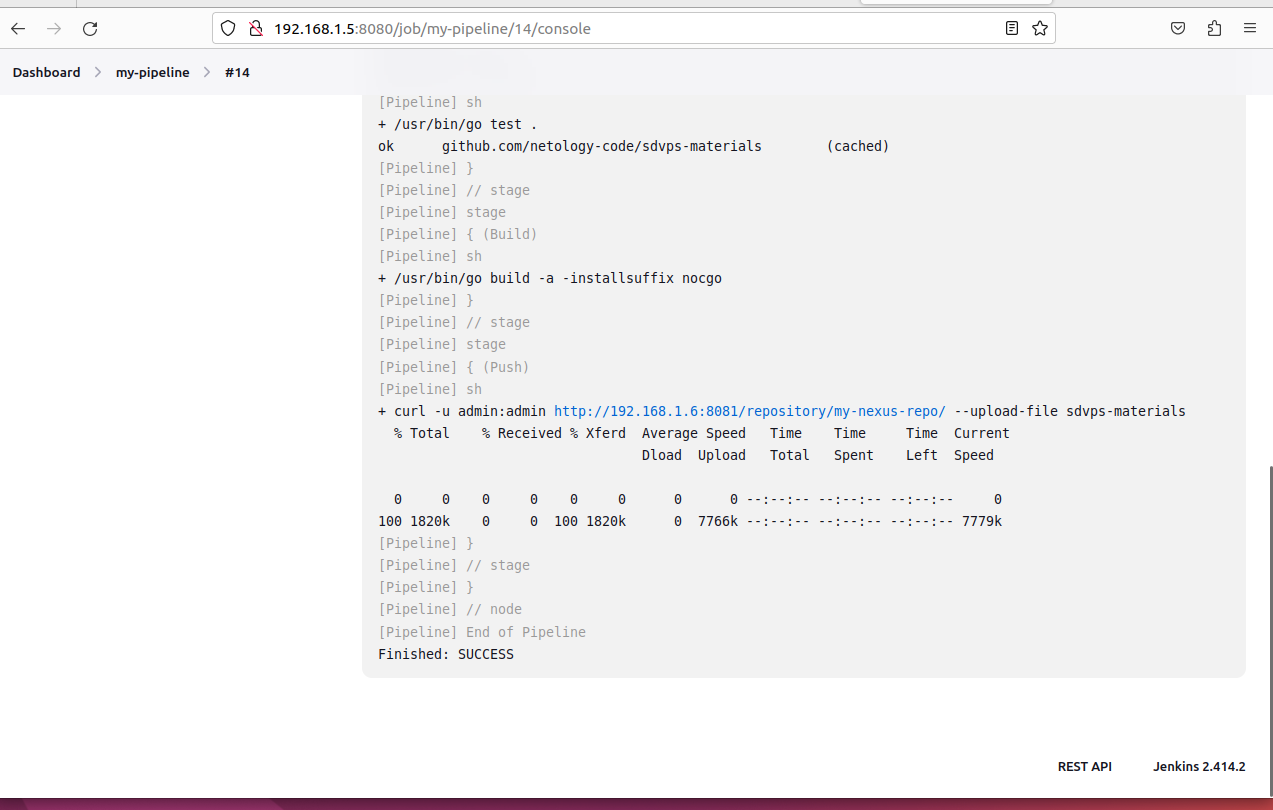 192.168.1.5:8080/job/my-pipeline/14/console
Dashboard > my-pipeline > #14
[Pipeline] sh
+ /usr/bin/go test .
ok      github.com/netology-code/sdvps-materials        (cached)
[Pipeline] }
[Pipeline] // stage
[Pipeline] stage
[Pipeline] { (Build)
[Pipeline] sh
+ /usr/bin/go build -a -installsuffix nocgo
[Pipeline] }
[Pipeline] // stage
[Pipeline] stage
[Pipeline] { (Push)
[Pipeline] sh
+ curl -u admin:admin http://192.168.1.6:8081/repository/my-nexus-repo/ --upload-file sdvps-materials
  % Total    % Received % Xferd  Average Speed   Time    Time     Time  Current
                                 Dload  Upload   Total   Spent    Left  Speed
  0     0    0     0    0     0      0      0 --:--:-- --:--:-- --:--:--     0
100 1820k    0     0  100 1820k      0  7766k --:--:-- --:--:-- --:--:-- 7779k
[Pipeline] }
[Pipeline] // stage
[Pipeline] }
[Pipeline] // node
[Pipeline] End of Pipeline
Finished: SUCCESS
REST API    Jenkins 2.414.2